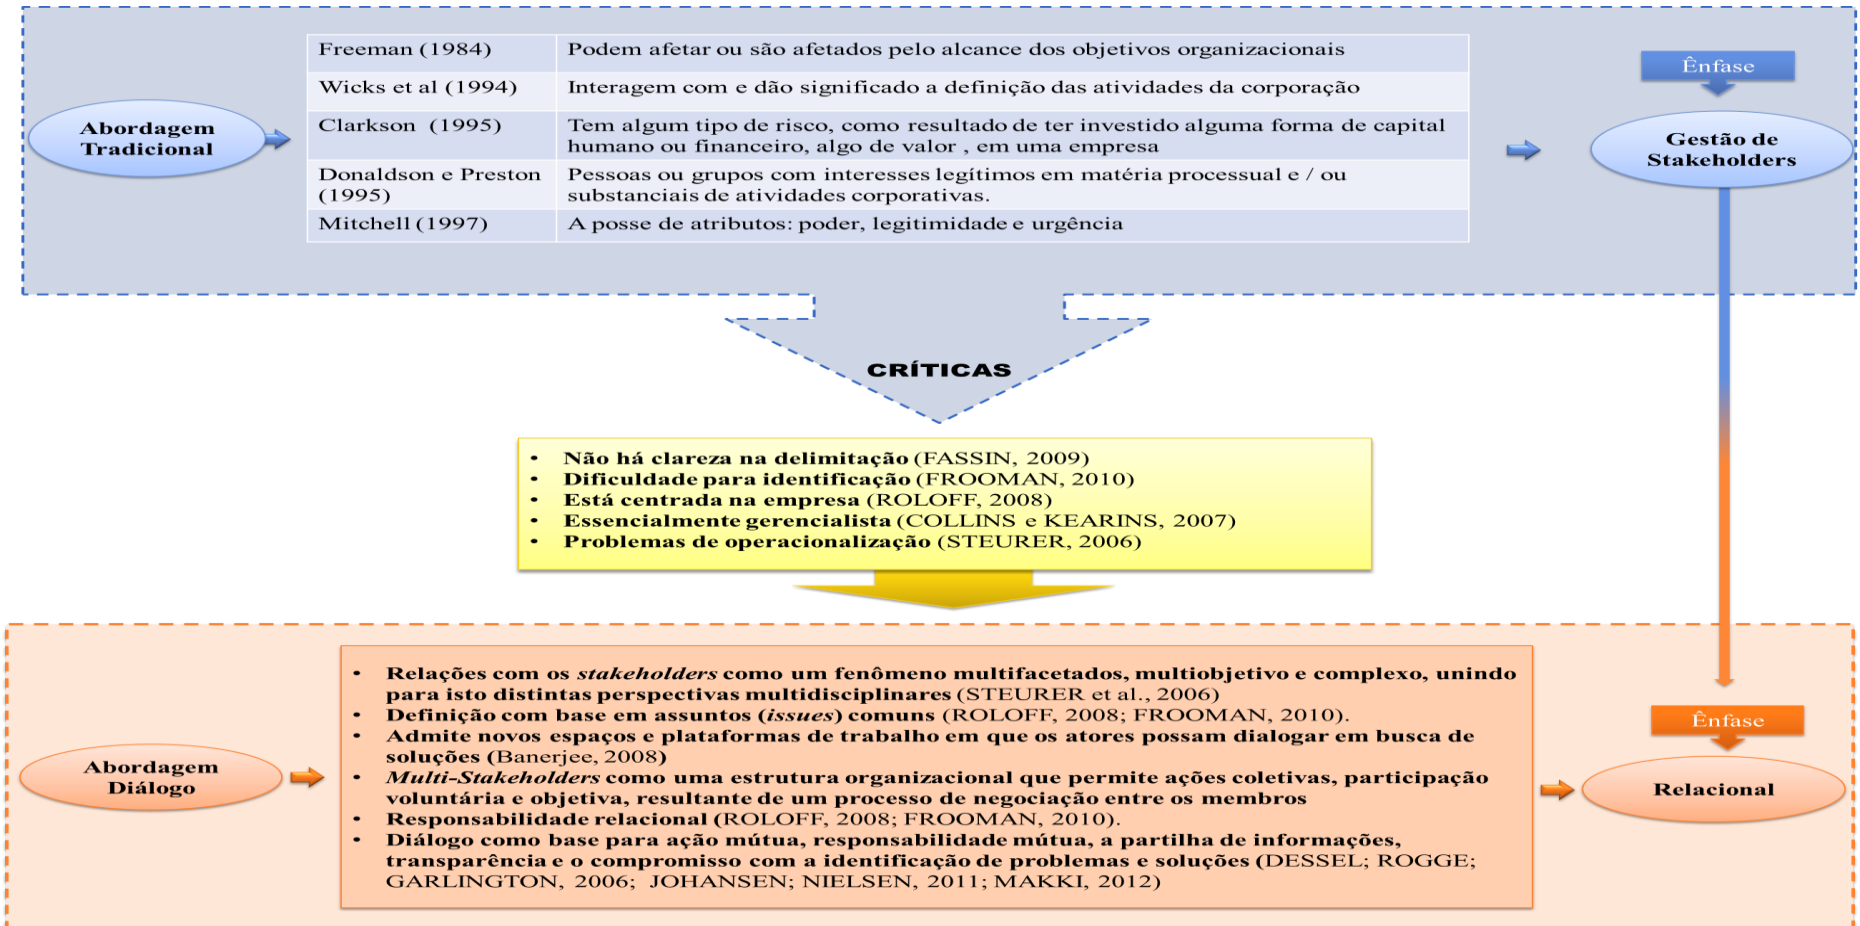 Abordagem
Tradicional
Freeman (1984)
Podem afetar ou são afetados pelo alcance dos objetivos organizacionais
Wicks et al (1994)
Interagem com e dão significado a definição das atividades da corporação
Clarkson (1995)
Tem algum tipo de risco, como resultado de ter investido alguma forma de capital
humano ou financeiro, algo de valor , em uma empresa
Donaldson e Preston
(1995)
Pessoas ou grupos com interesses legítimos em matéria processual e / ou
substanciais de atividades corporativas.
Mitchell (1997)
A posse de atributos: poder, legitimidade e urgência
Ênfase
Gestão de
Stakeholders
CRÍTICAS
• Não há clareza na delimitação (FASSIN, 2009)
• Dificuldade para identificação (FROOMAN, 2010)
• Está centrada na empresa (ROLOFF, 2008)
• Essencialmente gerencialista (COLLINS e KEARINS, 2007)
• Problemas de operacionalização (STEURER, 2006)
Abordagem
Diálogo
• Relações com os stakeholders como um fenômeno multifacetados, multiobjetivo e complexo, unindo
para isto distintas perspectivas multidisciplinares (STEURER et al., 2006)
• Definição com base em assuntos (issues) comuns (ROLOFF, 2008; FROOMAN, 2010).
• Admite novos espaços e plataformas de trabalho em que os atores possam dialogar em busca de
soluções (Banerjee, 2008)
• Multi-Stakeholders como uma estrutura organizacional que permite ações coletivas, participação
voluntária e objetiva, resultante de um processo de negociação entre os membros
• Responsabilidade relacional (ROLOFF, 2008; FROOMAN, 2010).
• Diálogo como base para ação mútua, responsabilidade mútua, a partilha de informações,
transparência e o compromisso com a identificação de problemas e soluções (DESSEL; ROGGE;
GARLINGTON, 2006; JOHANSEN; NIELSEN, 2011; MAKKI, 2012)
Ênfase
Relacional